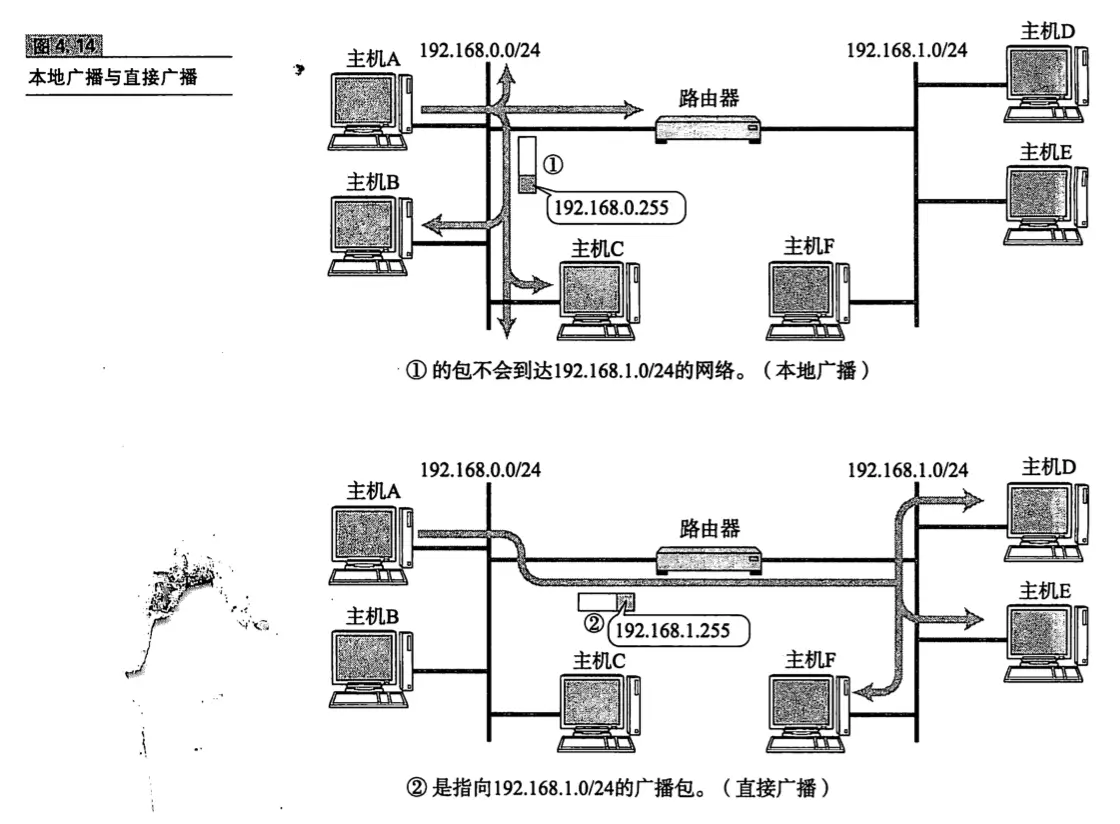 图4.14
本地广播与直接广播
主机A
192.168.0.0/24
192.168.1.0/24
主机D
路由器
①
主机B
192.168.0.255
主机E
主机C
主机F
①的包不会到达192.168.1.0/24的网络。（本地广播）
主机A
192.168.0.0/24
192.168.1.0/24
主机D
路由器
主机B
②
192.168.1.255
主机E
主机C
主机F
②是指向192.168.1.0/24的广播包。（直接广播）